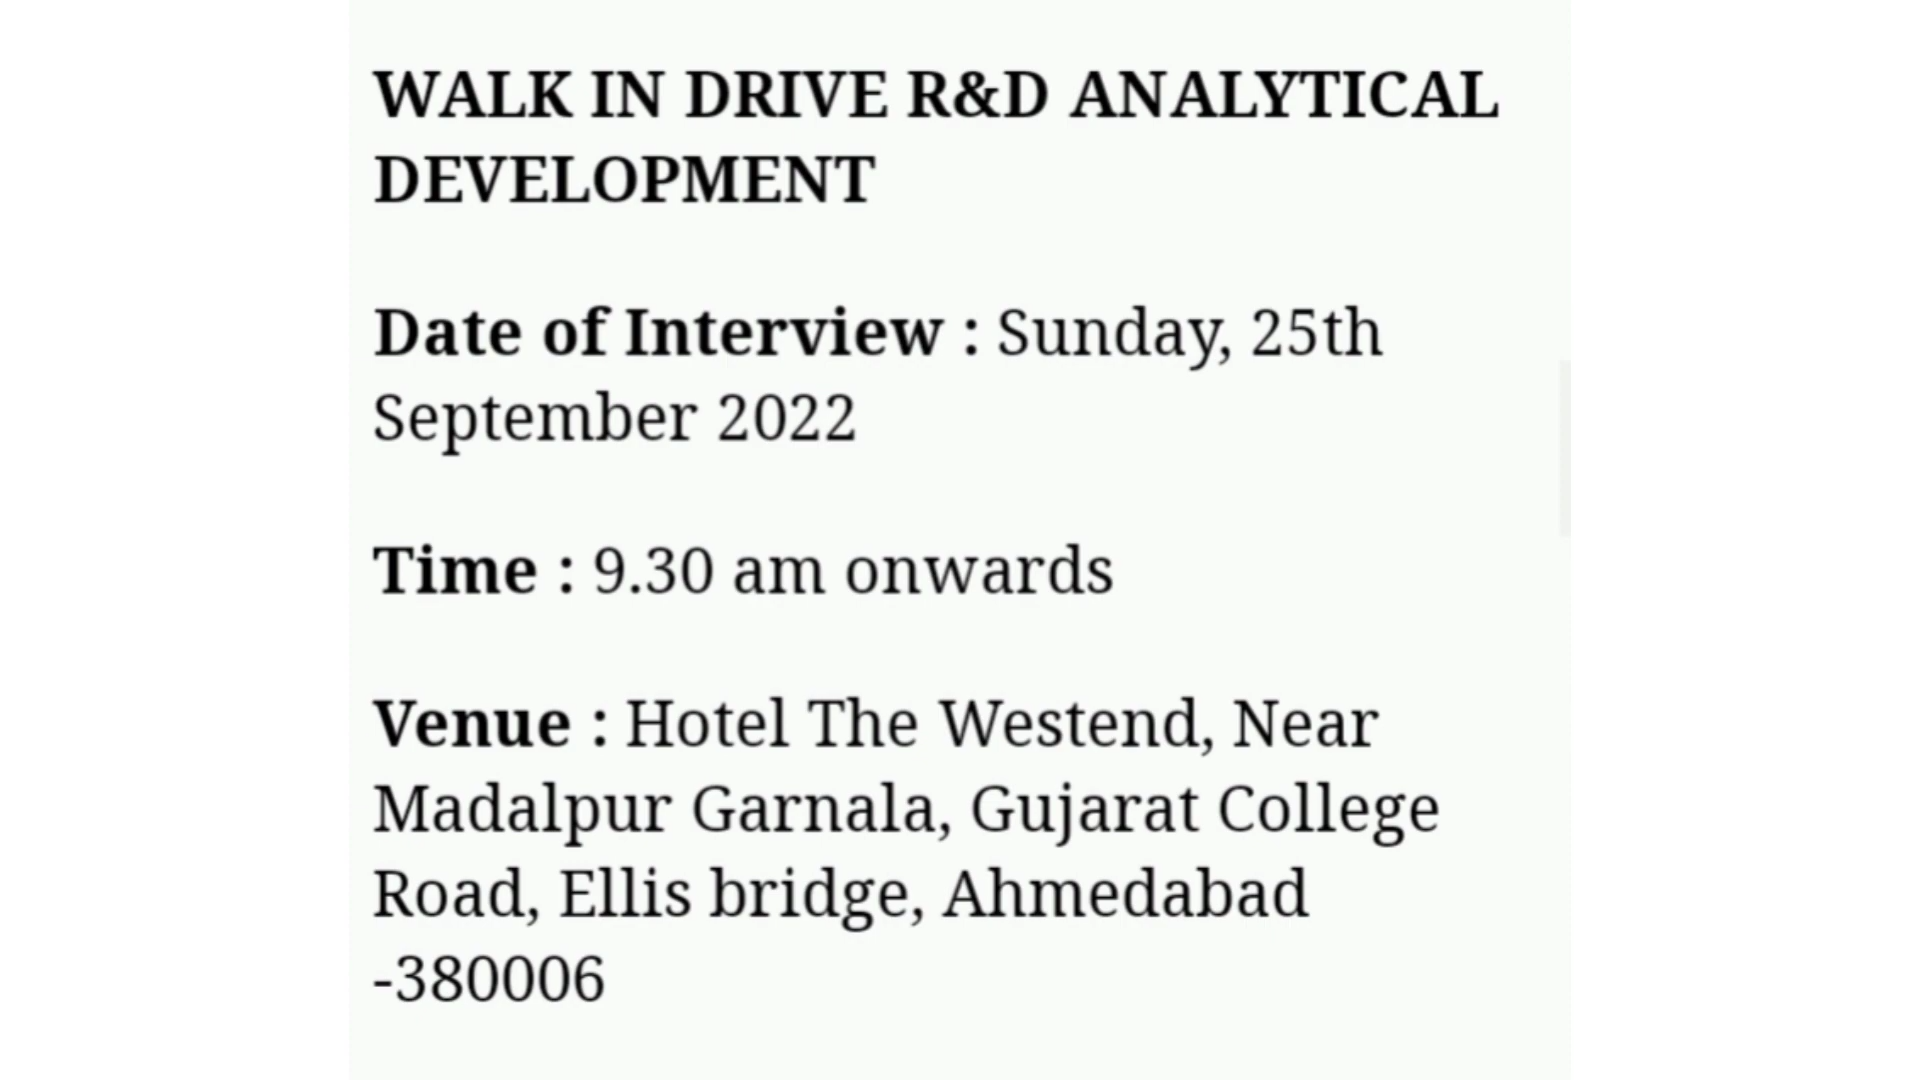 WALK IN DRIVE R&D ANALYTICAL
DEVELOPMENT
Date of Interview : Sunday, 25th
September 2022
Time : 9.30 am onwards
Venue : Hotel The Westend, Near
Madalpur Garnala, Gujarat College
Road, Ellis bridge, Ahmedabad
-380006